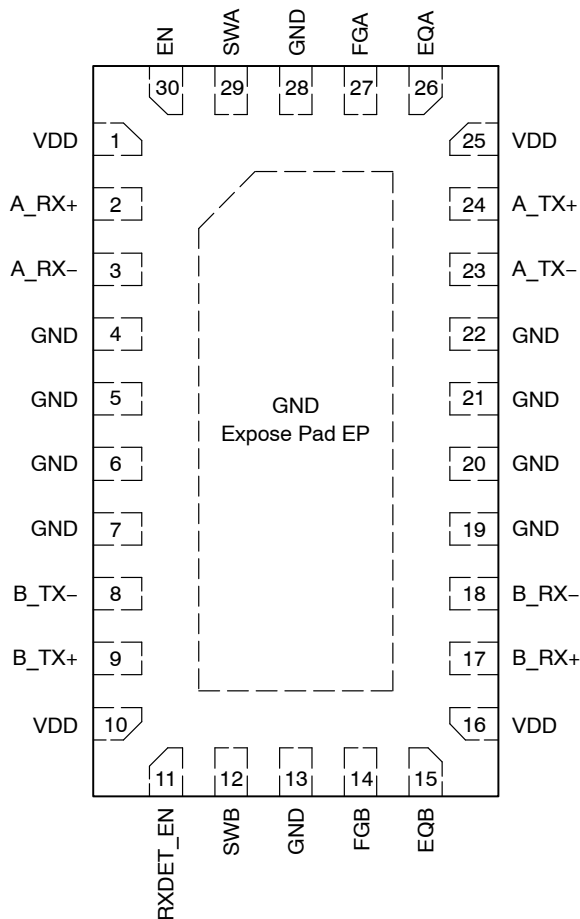 EN SWA GND FGA EQA
30 29 28 27 26
VDD 1 25 VDD
A_RX+ 2 24 A_TX+
A_RX− 3 23 A_TX−
GND 4 22 GND
GND 5 21 GND
GND
Expose Pad EP
GND 6 20 GND
GND 7 19 GND
B_TX− 8 18 B_RX−
B_TX+ 9 17 B_RX+
VDD 10 16 VDD
11 12 13 14 15
RXDET_EN SWB GND FGB EQB